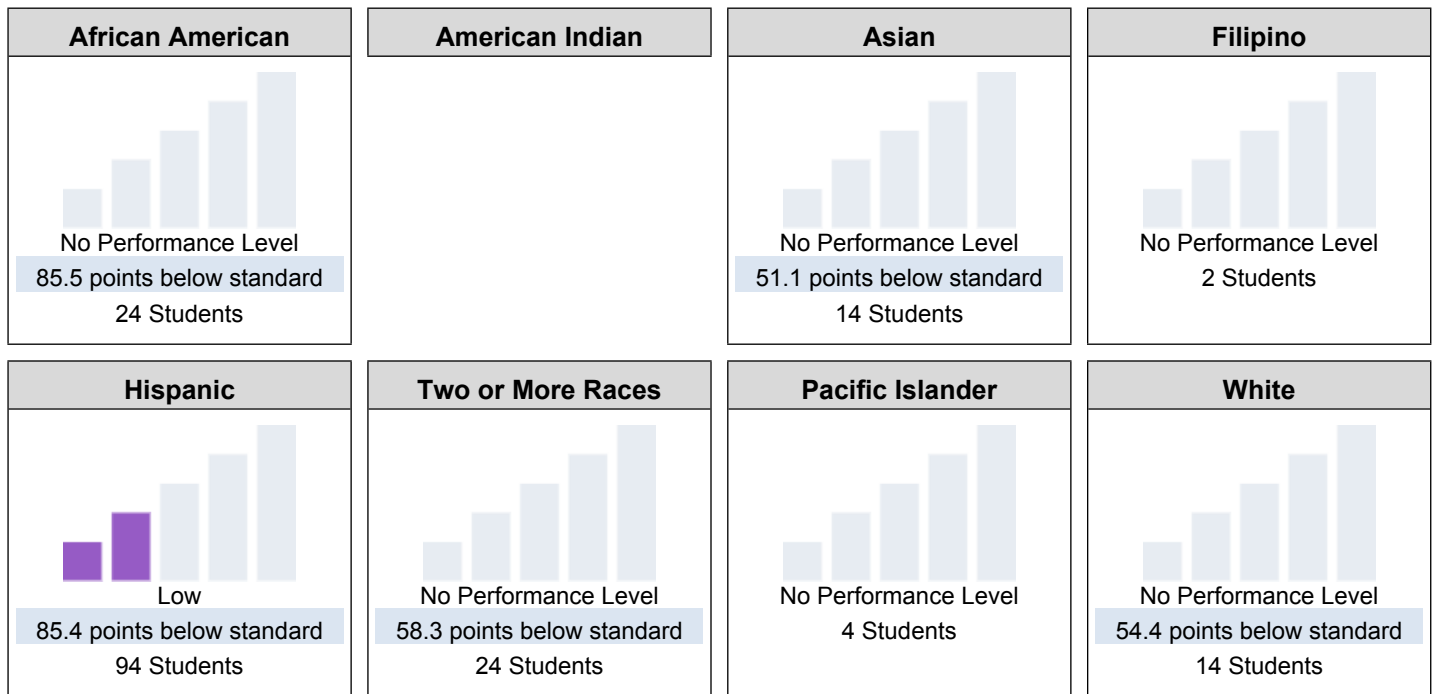 African American
No Performance Level
85.5 points below standard
24 Students
American Indian
Asian
No Performance Level
51.1 points below standard
14 Students
Filipino
No Performance Level
2 Students
Hispanic
Low
85.4 points below standard
94 Students
Two or More Races
No Performance Level
58.3 points below standard
24 Students
Pacific Islander
No Performance Level
4 Students
White
No Performance Level
54.4 points below standard
14 Students